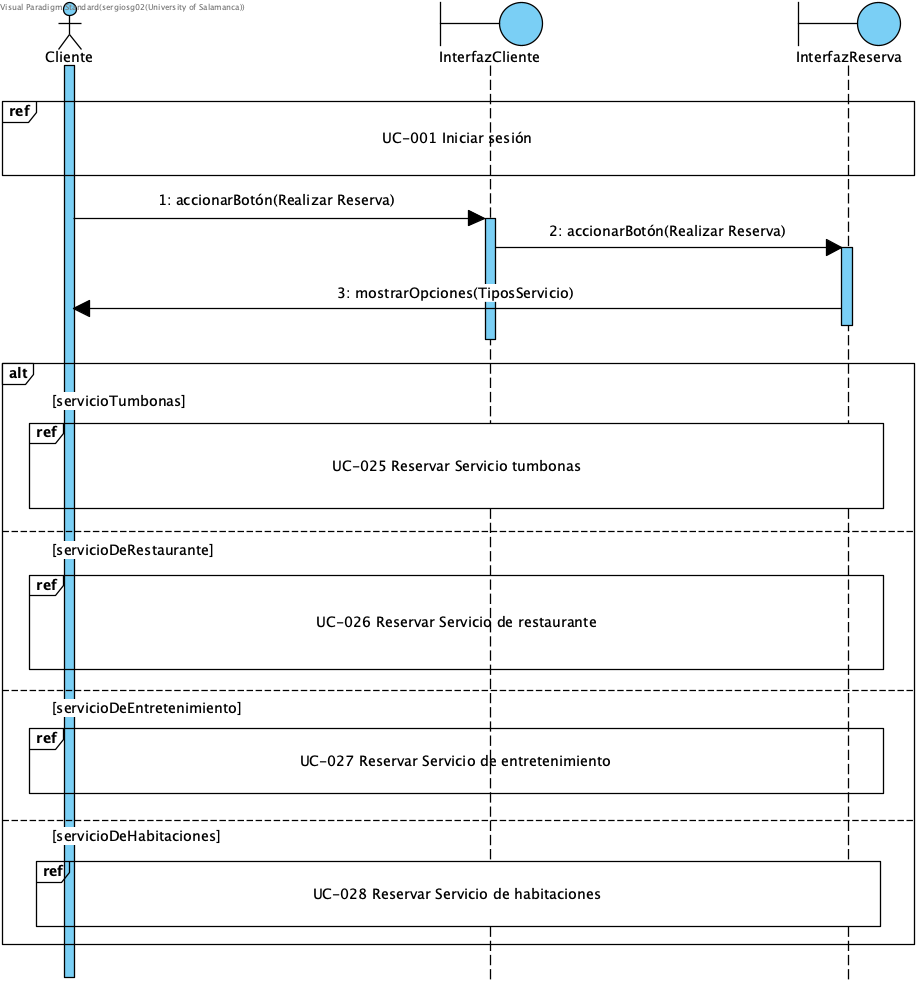 Visual Paradigm Standard(sergiosg02(University of Salamanca))
Cliente
InterfazCliente
InterfazReserva
ref
UC-001 Iniciar sesión
1: accionarBotón(Realizar Reserva)
2: accionarBotón(Realizar Reserva)
3: mostrarOpciones(TiposServicio)
alt
[servicioTumbonas]
ref
UC-025 Reservar Servicio tumbonas
[servicioDeRestaurante]
ref
UC-026 Reservar Servicio de restaurante
[servicioDeEntretenimiento]
ref
UC-027 Reservar Servicio de entretenimiento
[servicioDeHabitaciones]
ref
UC-028 Reservar Servicio de habitaciones